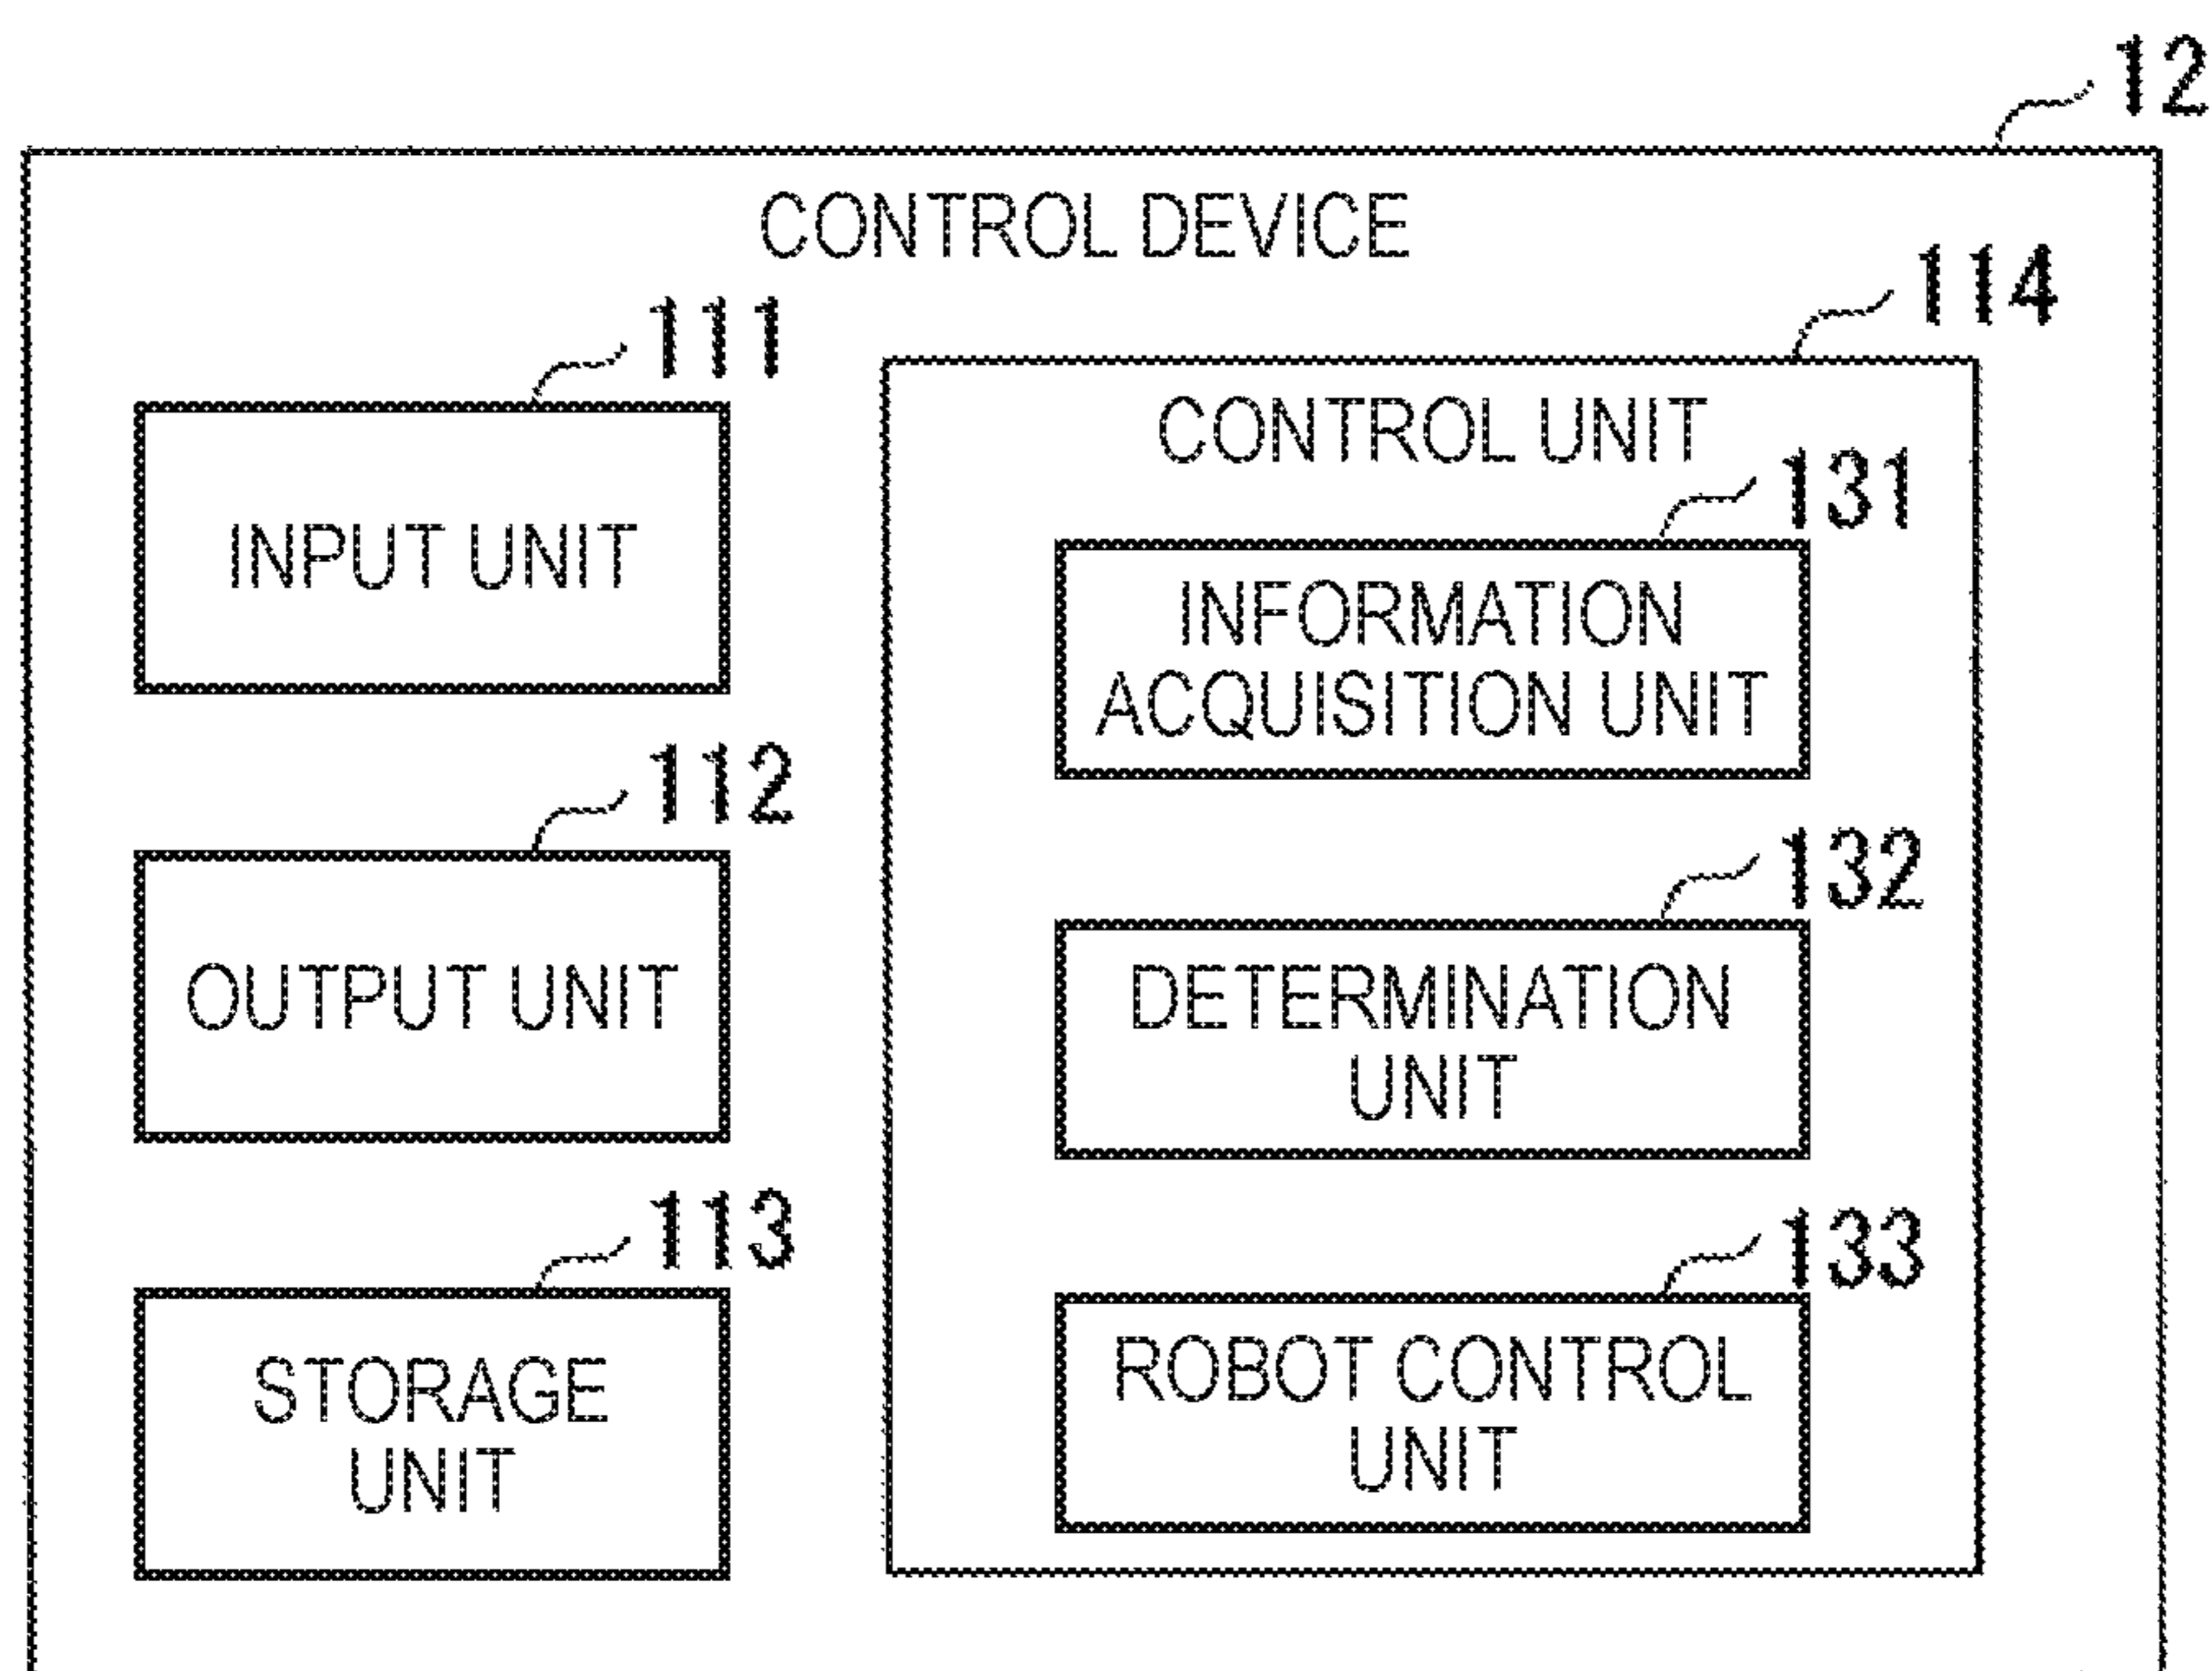 12
CONTROL DEVICE
111
INPUT UNIT
112
OUTPUT UNIT
113
STORAGE
UNIT
114
CONTROL UNIT
131
INFORMATION
ACQUISITION UNIT
132
DETERMINATION
UNIT
133
ROBOT CONTROL
UNIT